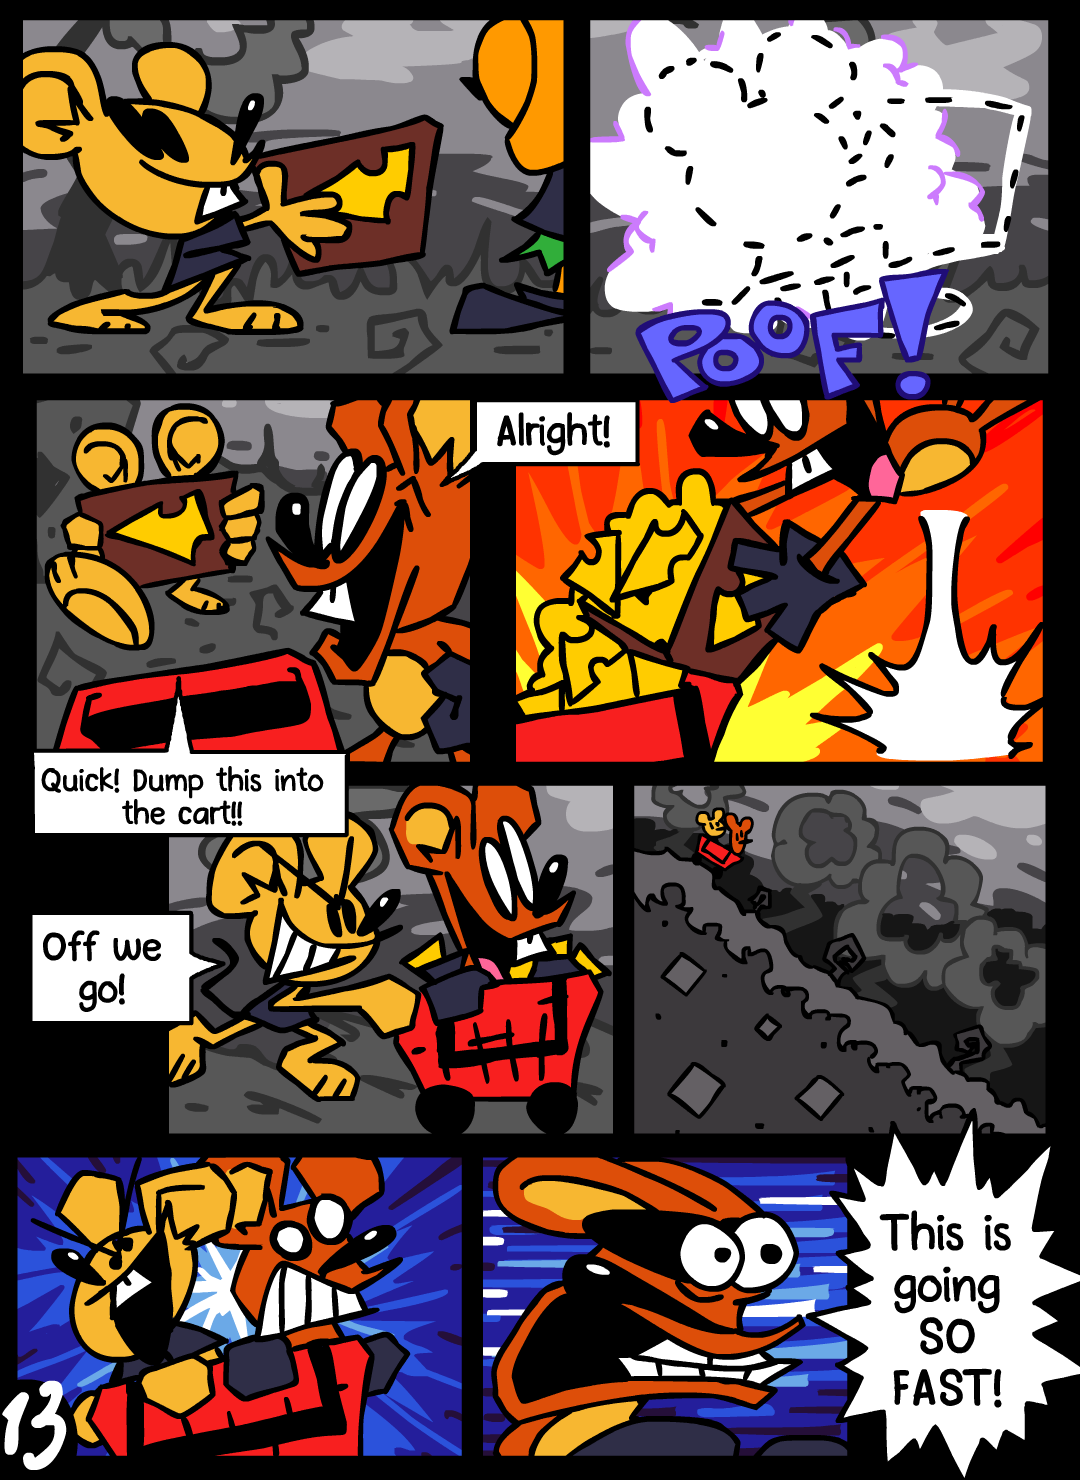 POOF!
Alright!
Quick! Dump this into
the cart!!
Off we
go!
This is
going
SO
FAST!
13